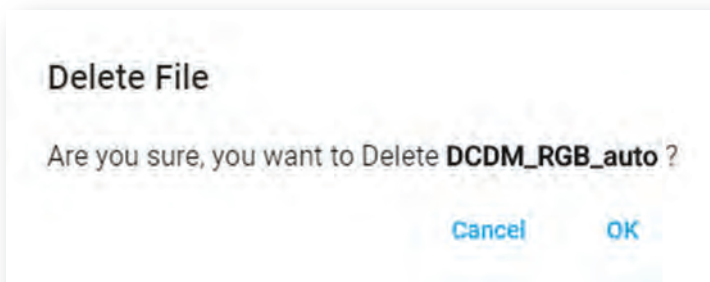 Delete File
Are you sure, you want to Delete DCDM_RGB_auto ?
Cancel OK